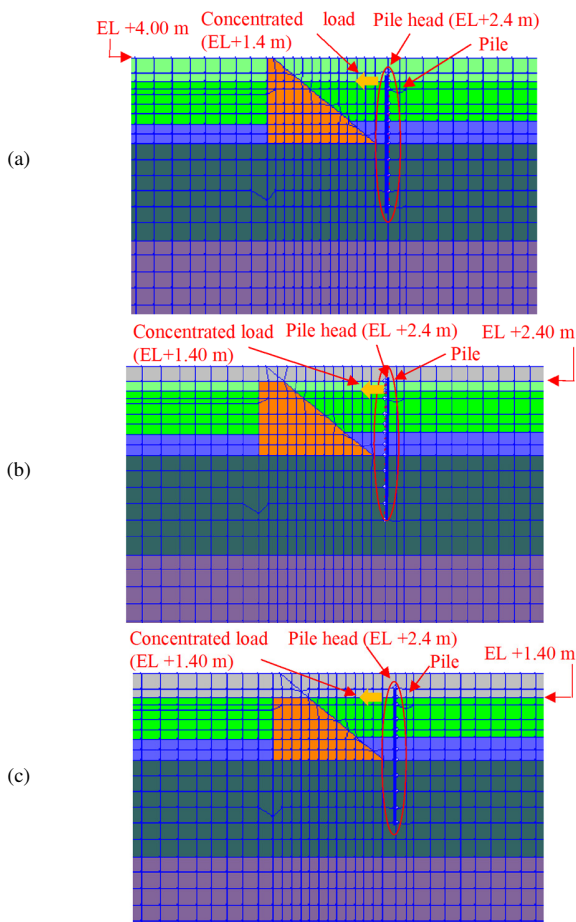 Concentrated load
(EL+1.4 m)
Pile head (EL+2.4 m)
EL +4.00 m
Pile
(a)
Concentrated load
(EL+1.40 m)
Pile head (EL +2.4 m)
EL +2.40 m
Pile
(b)
Concentrated load
(EL +1.40 m)
Pile head (EL +2.4 m)
EL +1.40 m
Pile
(c)